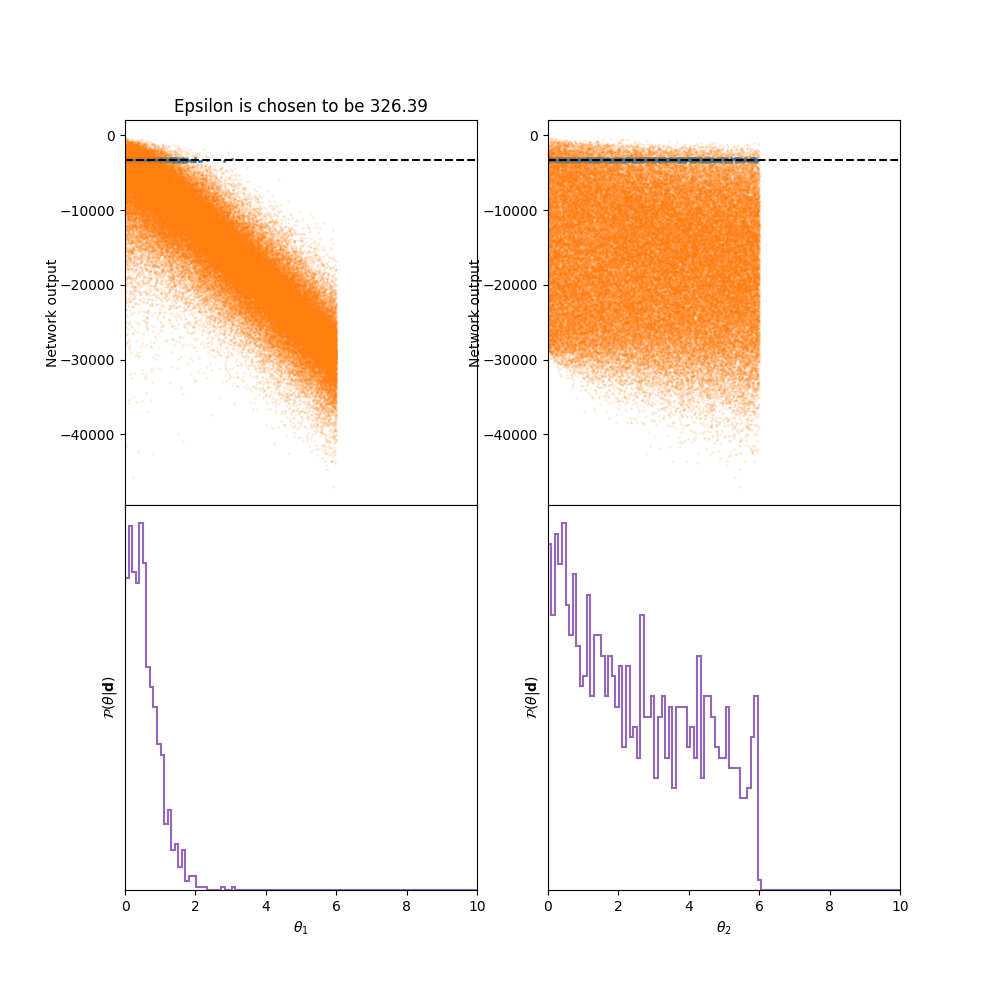 Epsilon is chosen to be 326.39
Network output
0
−10000
−20000
−30000
−40000
Network output
0
−10000
−20000
−30000
−40000
𝒫(θ|𝐝)
0 2 4 6 8 10
θ₁
𝒫(θ|𝐝)
0 2 4 6 8 10
θ₂